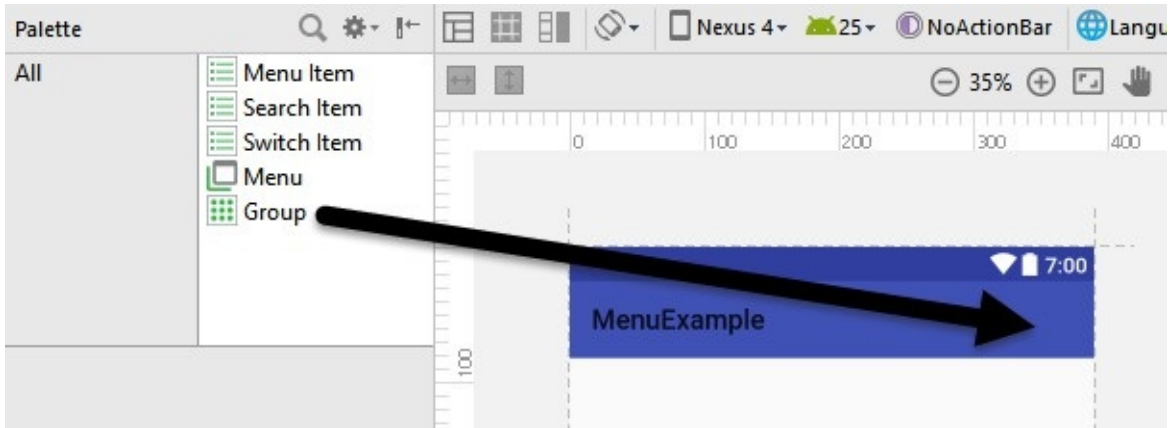 Palette
Nexus 4
25
NoActionBar
Langu
All
Menu Item
Search Item
Switch Item
Menu
Group
35%
0 100 200 300 400
7:00
MenuExample
100